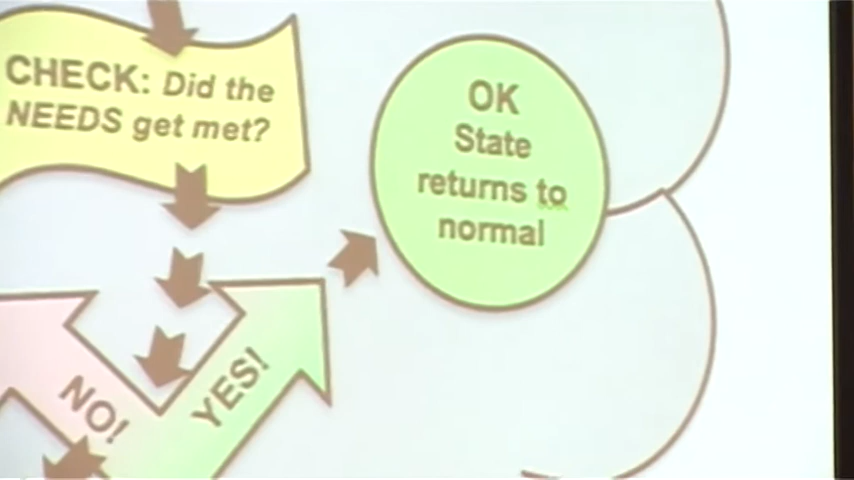 CHECK: Did the
NEEDS get met?
OK
State
returns to
normal
NO!
YES!